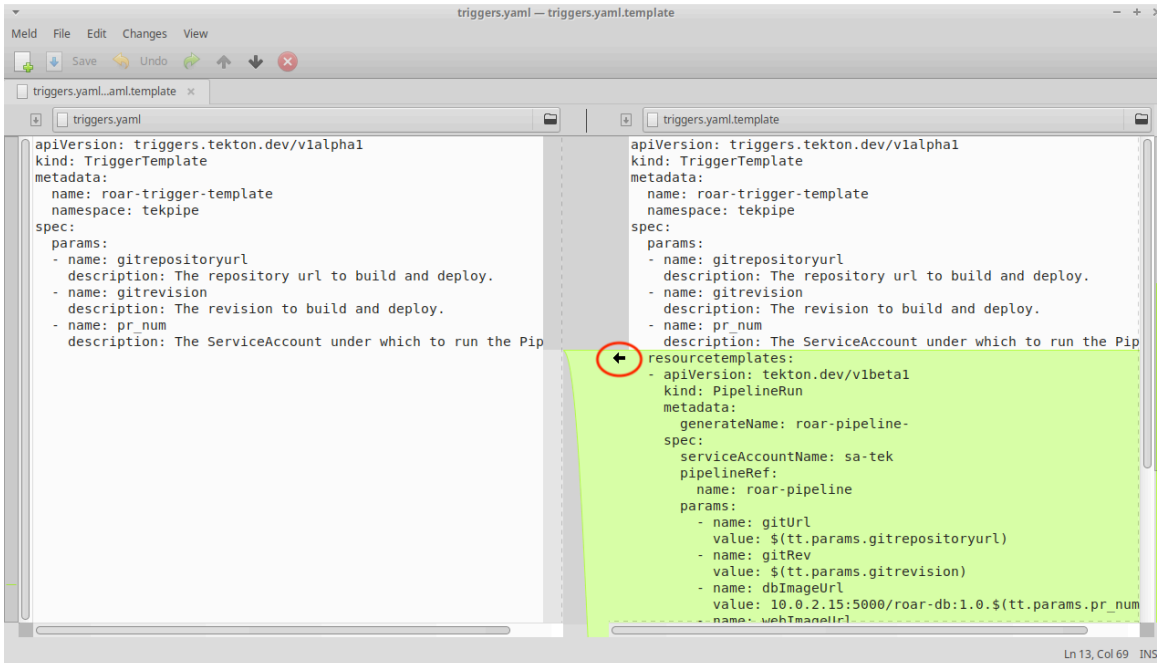 triggers.yaml — triggers.yaml.template
Meld File Edit Changes View
Save Undo
triggers.yaml...aml.template
triggers.yaml
apiVersion: triggers.tekton.dev/v1alpha1
kind: TriggerTemplate
metadata:
  name: roar-trigger-template
  namespace: tekpipe
spec:
  params:
  - name: gitrepositoryurl
    description: The repository url to build and deploy.
  - name: gitrevision
    description: The revision to build and deploy.
  - name: pr_num
    description: The ServiceAccount under which to run the Pip
triggers.yaml.template
apiVersion: triggers.tekton.dev/v1alpha1
kind: TriggerTemplate
metadata:
  name: roar-trigger-template
  namespace: tekpipe
spec:
  params:
  - name: gitrepositoryurl
    description: The repository url to build and deploy.
  - name: gitrevision
    description: The revision to build and deploy.
  - name: pr_num
    description: The ServiceAccount under which to run the Pip
  resourcetemplates:
  - apiVersion: tekton.dev/v1beta1
    kind: PipelineRun
    metadata:
      generateName: roar-pipeline-
    spec:
      serviceAccountName: sa-tek
      pipelineRef:
        name: roar-pipeline
      params:
        - name: gitUrl
          value: $(tt.params.gitrepositoryurl)
        - name: gitRev
          value: $(tt.params.gitrevision)
        - name: dbImageUrl
          value: 10.0.2.15:5000/roar-db:1.0.$(tt.params.pr_num
        - name: webImageUrl
Ln 13, Col 69 INS